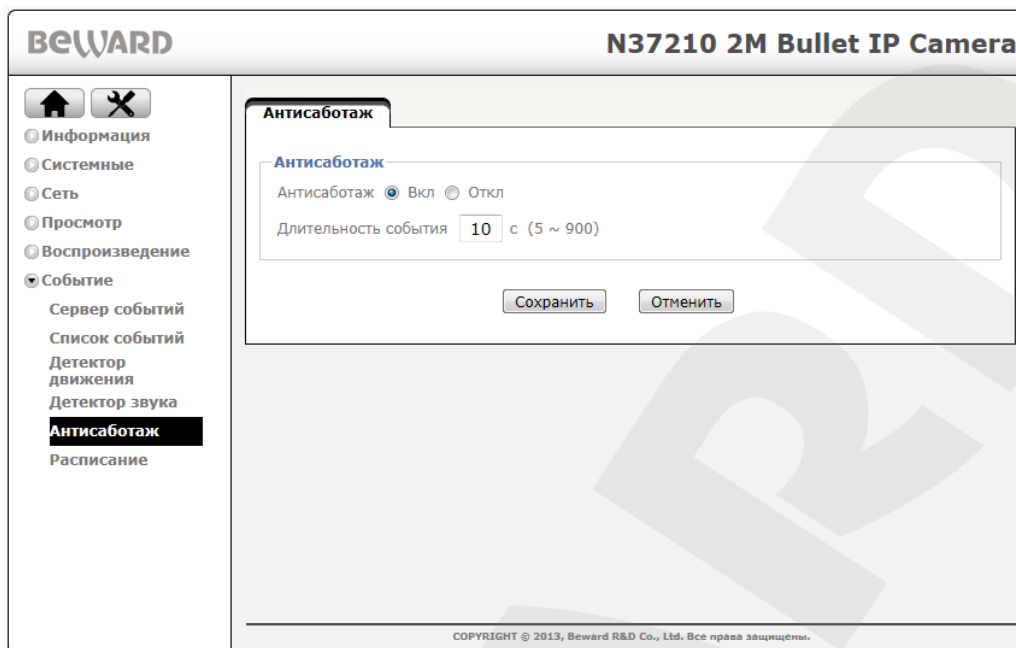 BEWARD
N37210 2M Bullet IP Camera
Информация
Системные
Сеть
Просмотр
Воспроизведение
Событие
Сервер событий
Список событий
Детектор
движения
Детектор звука
Антисаботаж
Расписание
Антисаботаж
Антисаботаж
Антисаботаж Вкл Откл
Длительность события 10 с (5 ~ 900)
Сохранить Отменить
COPYRIGHT © 2013, Beward R&D Co., Ltd. Все права защищены.